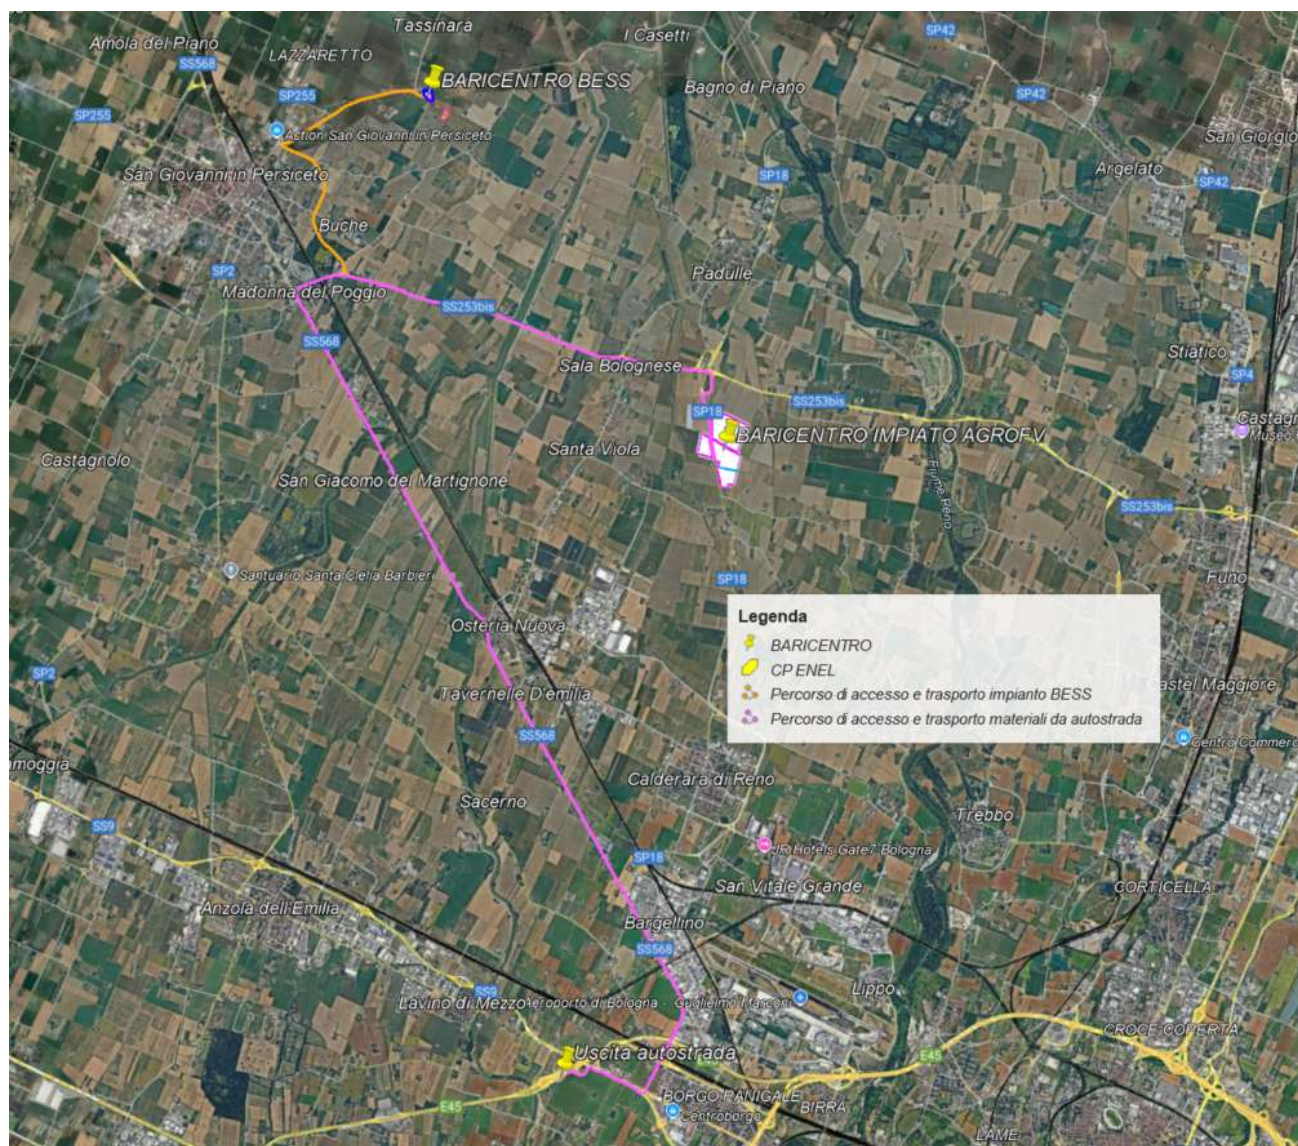 Tassinara
I Casetti
SP42
Amola del Piano
LAZZARETTO
SS568
BARICENTRO BESS
Bagno di Piano
SP255
SP42
SP255
Action San Giovanni in Persiceto
San Giorgio
Argelato
San Giovanni in Persiceto
SP18
SP42
Buche
SP2
Padulle
Madonna del Poggio
SS253bis
SS568
Stiatico
Sala Bolognese
SP4
SS253bis
SP18
Castagn
Museo
BARICENTRO IMPIATO AGROFV
Santa Viola
Castagnolo
San Giacomo del Martignone
Fiume Reno
SS253bis
Santuario Santa Clelia Barbieri
SP18
Funo
Legenda
BARICENTRO
CP ENEL
Percorso di accesso e trasporto impianto BESS
Percorso di accesso e trasporto materiali da autostrada
Osteria Nuova
SP2
Castel Maggiore
Tavernelle D'emilia
SS568
Centro Commerc
amoggia
Calderara di Reno
Sacerno
Trebbo
SS9
JR Hotels Gate7 Bologna
SP18
San Vitale Grande
CORTICELLA
Anzola dell'Emilia
Bargellino
SS568
SS9
Lippo
Lavino di Mezzo
Aeroporto di Bologna - Guglielmo Marconi
CROCE COPERTA
Uscita autostrada
E45
E45
BORGO PANIGALE
Centroborgo
BIRRA
LAME